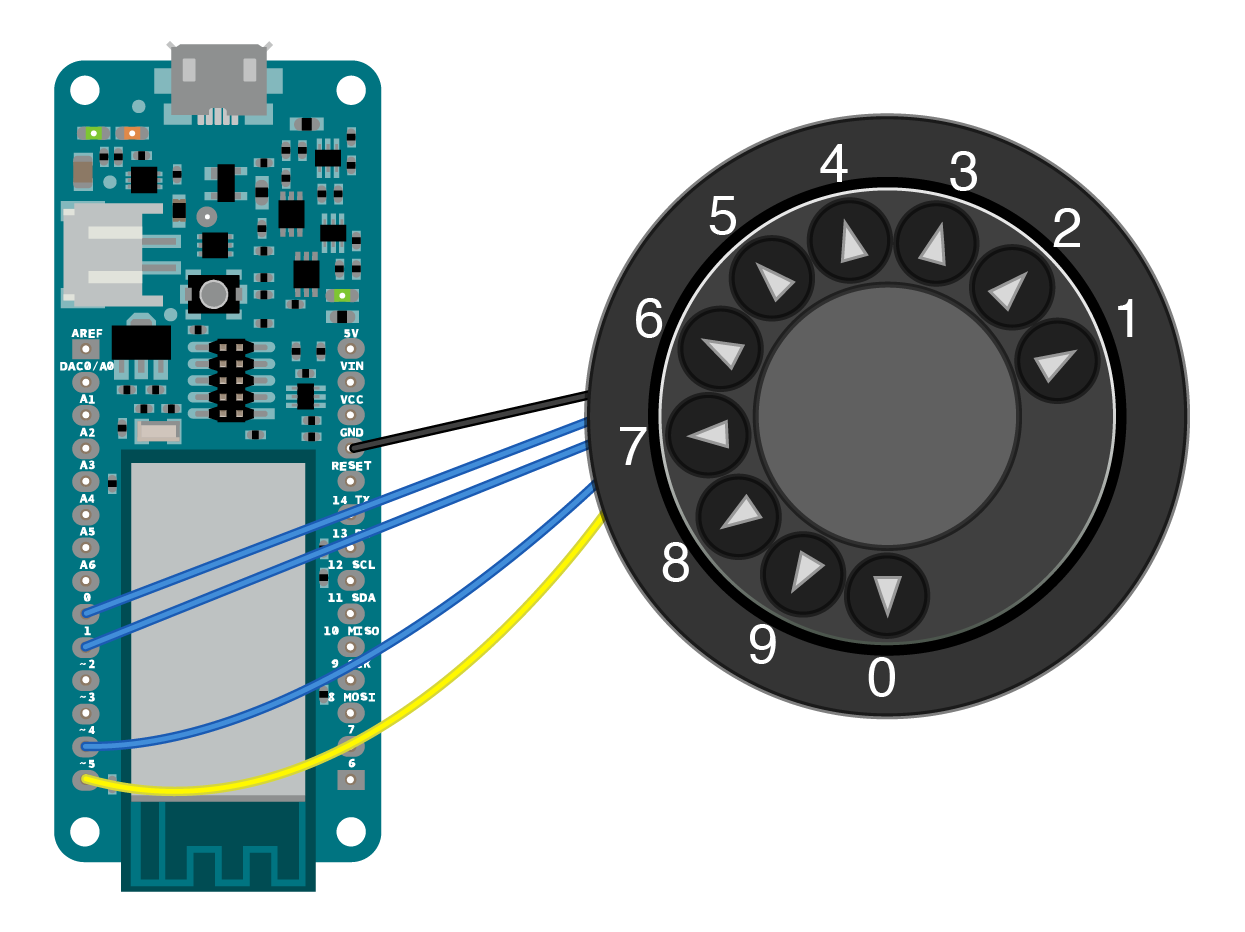 AREF
DAC0/A0
A1
A2
A3
A4
A5
A6
0
1
~2
~3
~4
~5
5V
VIN
VCC
GND
RESET
14 TX
13
12 SCL
11 SDA
10 MISO
9
8 MOSI
7
6
4
3
5
2
6
1
7
8
9
0